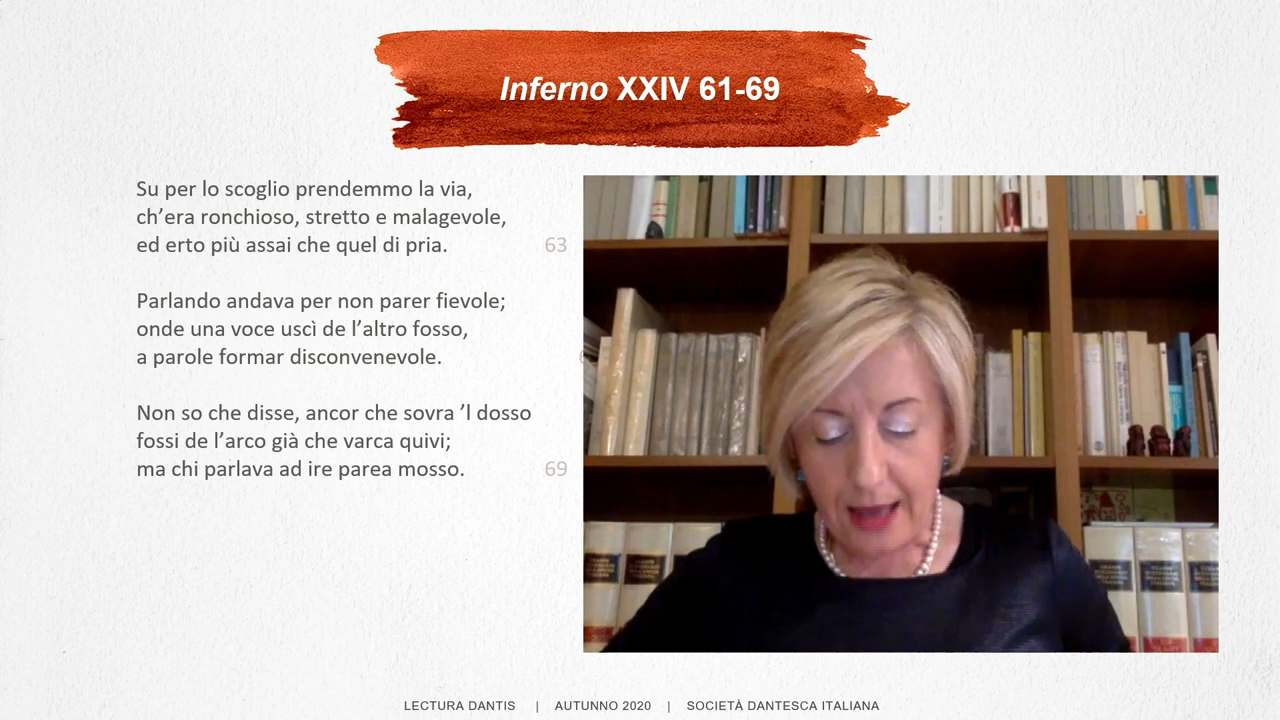 Inferno XXIV 61-69
Su per lo scoglio prendemmo la via,
ch’era ronchioso, stretto e malagevole,
ed erto più assai che quel di pria. 63
Parlando andava per non parer fievole;
onde una voce uscì de l’altro fosso,
a parole formar disconvenevole.
Non so che disse, ancor che sovra ’l dosso
fossi de l’arco già che varca quivi;
ma chi parlava ad ire parea mosso. 69
LECTURA DANTIS | AUTUNNO 2020 | SOCIETÀ DANTESCA ITALIANA